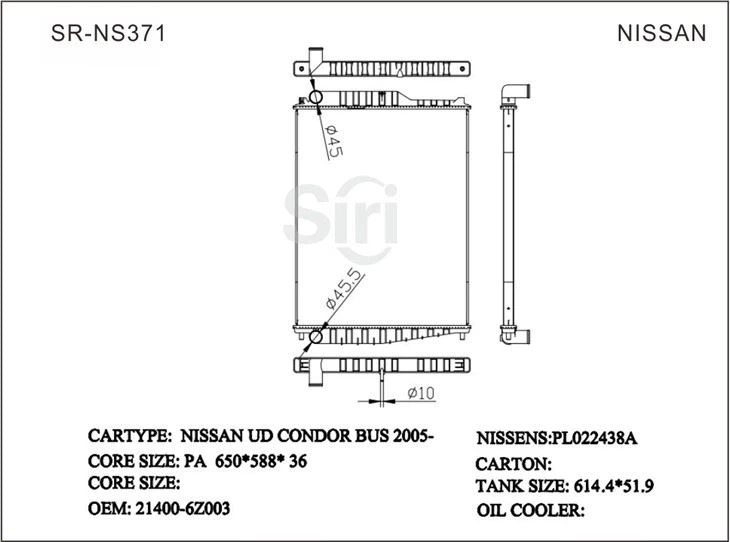 SR-NS371
NISSAN
Ø45
Siri
Ø45.5
Ø10
CARTYPE: NISSAN UD CONDOR BUS 2005-
NISSENS:PL022438A
CORE SIZE: PA 650*588* 36
CARTON:
CORE SIZE:
TANK SIZE: 614.4*51.9
OEM: 21400-6Z003
OIL COOLER: